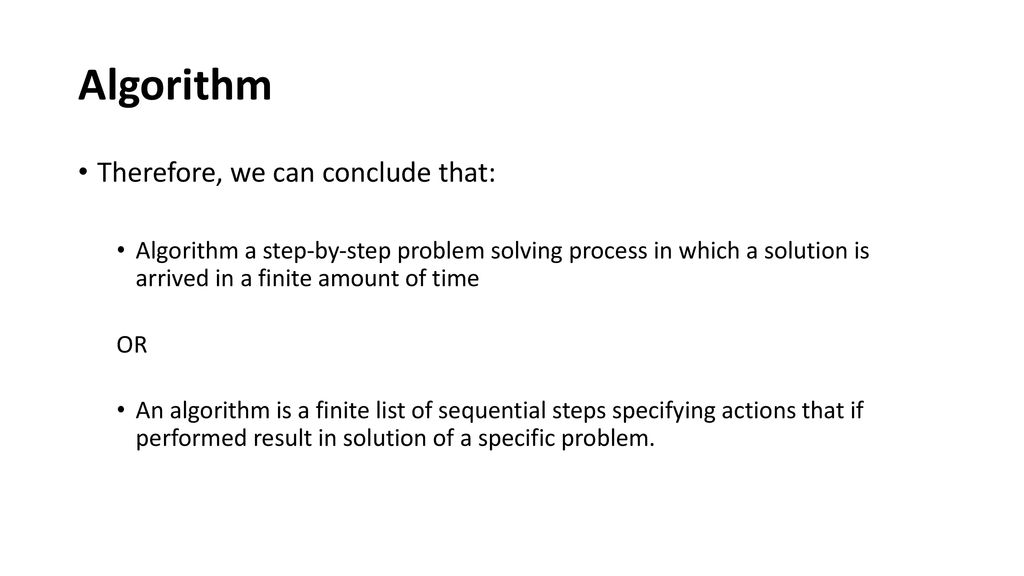 Algorithm
• Therefore, we can conclude that:
• Algorithm a step-by-step problem solving process in which a solution is
arrived in a finite amount of time
OR
• An algorithm is a finite list of sequential steps specifying actions that if
performed result in solution of a specific problem.